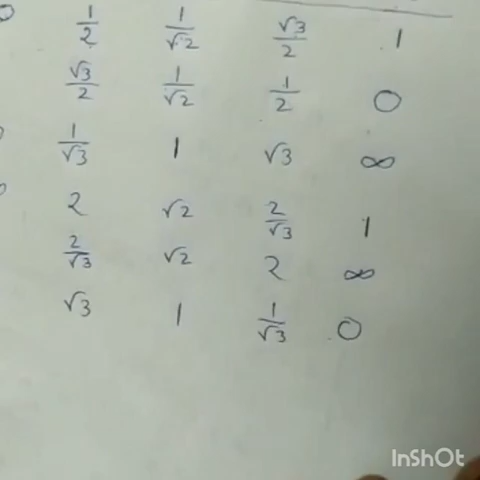 0 1/2 1/√2 √3/2 1
√3/2 1/√2 1/2 0
1/√3 1 √3 ∞
2 √2 2/√3 1
2/√3 √2 2 ∞
√3 1 1/√3 0
InShOt